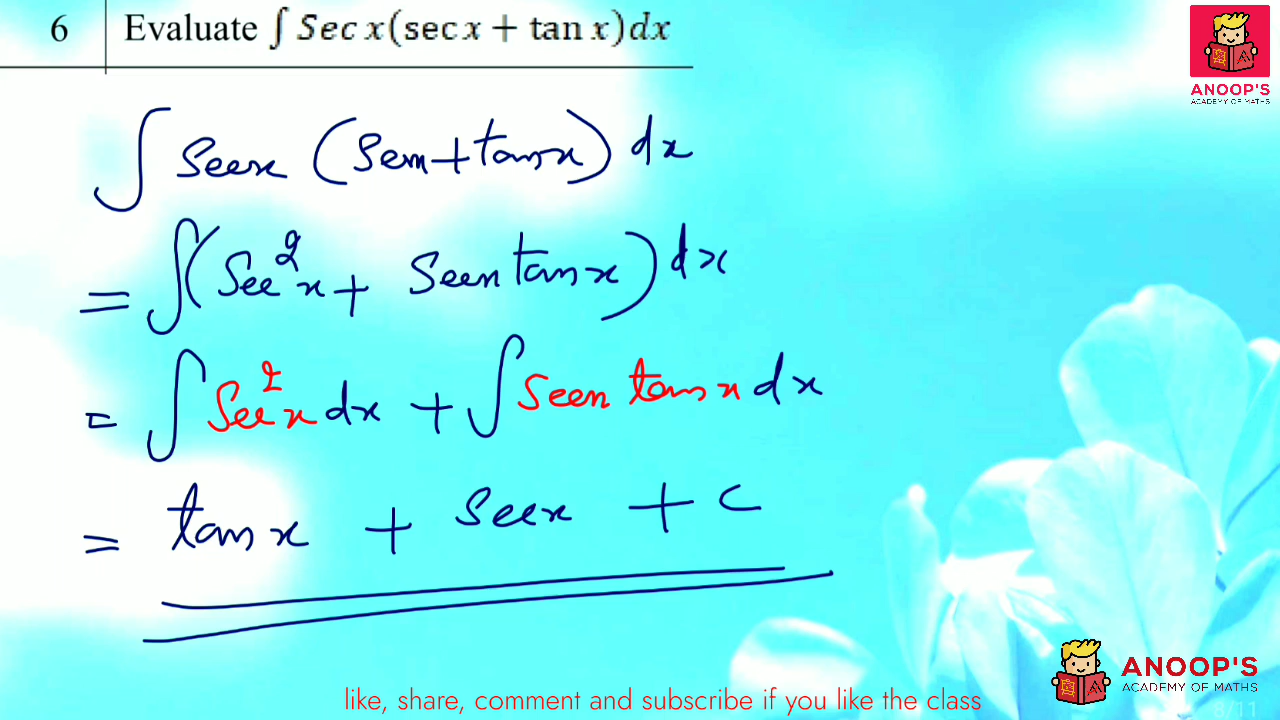 6 Evaluate ∫ Sec x(sec x + tan x)dx
ANOOP'S
ACADEMY OF MATHS
∫ Secx (secx + tanx) dx
= ∫(Sec²x + Secx tanx) dx
= ∫ Sec²x dx + ∫ Secx tanx dx
= tanx + Secx + c
ANOOP'S
ACADEMY OF MATHS
like, share, comment and subscribe if you like the class
8/11